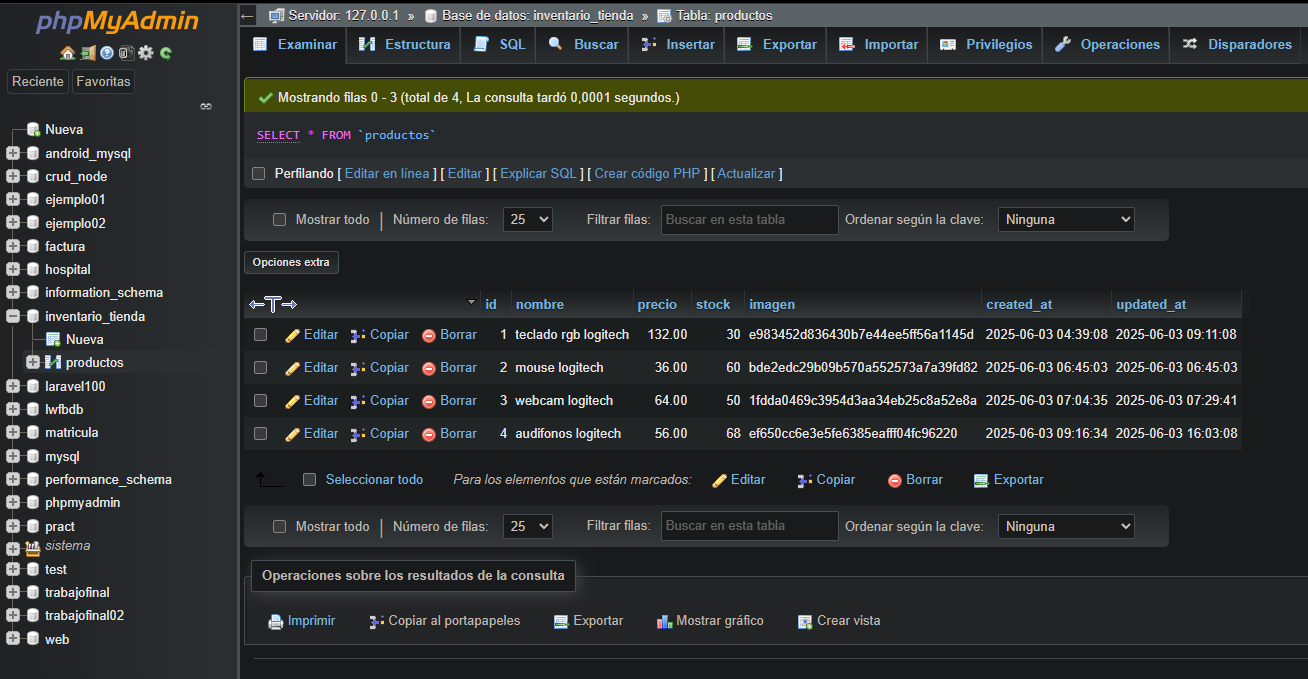 phpMyAdmin
Reciente Favoritas
Nueva
android_mysql
crud_node
ejemplo01
ejemplo02
factura
hospital
information_schema
inventario_tienda
Nueva
productos
laravel100
lwfbdb
matricula
mysql
performance_schema
phpmyadmin
pract
sistema
test
trabajofinal
trabajofinal02
web
Servidor: 127.0.0.1 » Base de datos: inventario_tienda » Tabla: productos
Examinar Estructura SQL Buscar Insertar Exportar Importar Privilegios Operaciones Disparadores
Mostrando filas 0 - 3 (total de 4, La consulta tardó 0,0001 segundos.)
SELECT * FROM `productos`
Perfilando [ Editar en línea ] [ Editar ] [ Explicar SQL ] [ Crear código PHP ] [ Actualizar ]
Mostrar todo | Número de filas: 25 Filtrar filas: Buscar en esta tabla Ordenar según la clave: Ninguna
Opciones extra
←T→ id nombre precio stock imagen created_at updated_at
Editar Copiar Borrar 1 teclado rgb logitech 132.00 30 e983452d836430b7e44ee5ff56a1145d 2025-06-03 04:39:08 2025-06-03 09:11:08
Editar Copiar Borrar 2 mouse logitech 36.00 60 bde2edc29b09b570a552573a7a39fd82 2025-06-03 06:45:03 2025-06-03 06:45:03
Editar Copiar Borrar 3 webcam logitech 64.00 50 1fdda0469c3954d3aa34eb25c8a52e8a 2025-06-03 07:04:35 2025-06-03 07:29:41
Editar Copiar Borrar 4 audifonos logitech 56.00 68 ef650cc6e3e5fe6385eafff04fc96220 2025-06-03 09:16:34 2025-06-03 16:03:08
Seleccionar todo Para los elementos que están marcados: Editar Copiar Borrar Exportar
Mostrar todo | Número de filas: 25 Filtrar filas: Buscar en esta tabla Ordenar según la clave: Ninguna
Operaciones sobre los resultados de la consulta
Imprimir Copiar al portapapeles Exportar Mostrar gráfico Crear vista